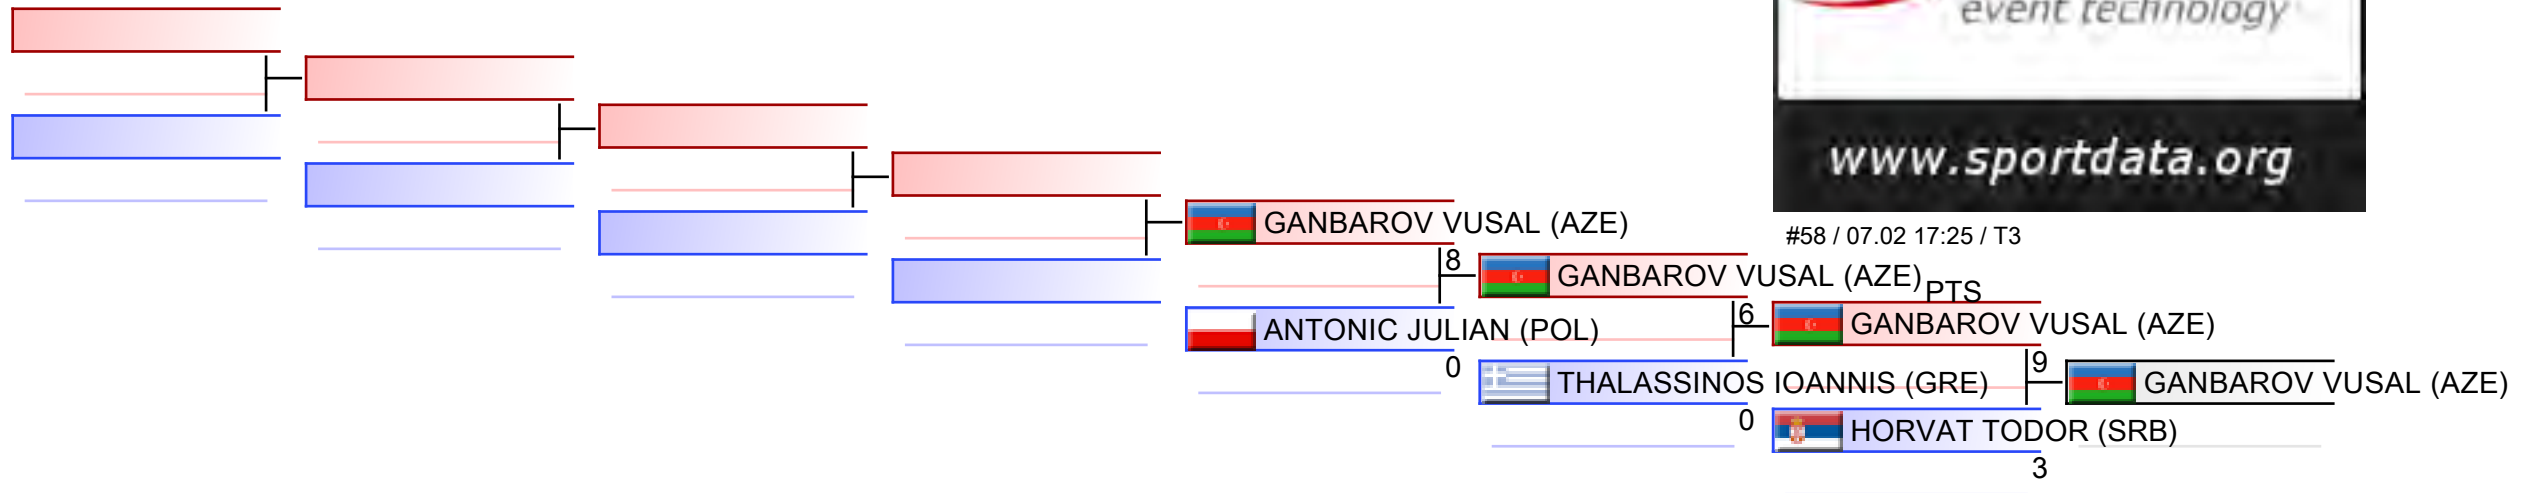 event technology
www.sportdata.org
#58 / 07.02 17:25 / T3
GANBAROV VUSAL (AZE)
8
GANBAROV VUSAL (AZE)
PTS
ANTONIC JULIAN (POL)
0
6
GANBAROV VUSAL (AZE)
THALASSINOS IOANNIS (GRE)
0
9
GANBAROV VUSAL (AZE)
HORVAT TODOR (SRB)
3